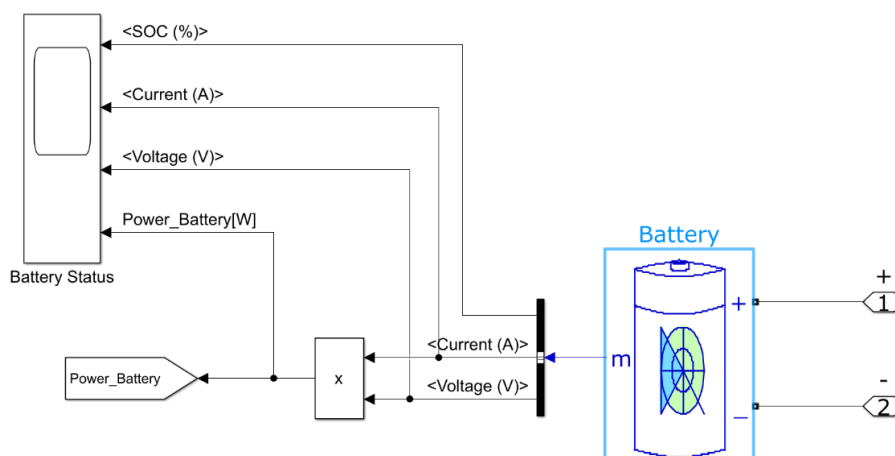 <SOC (%)>
<Current (A)>
<Voltage (V)>
Power_Battery[W]
Battery Status
Battery
+
1
+
m
<Current (A)>
x
<Voltage (V)>
Power_Battery
-
2
−